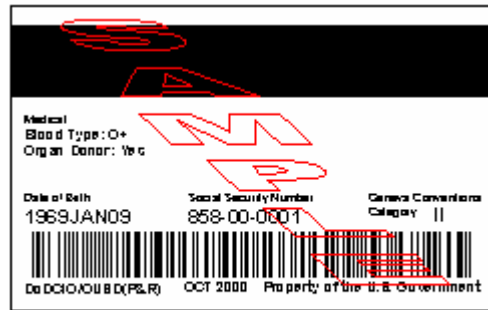 SAMPLE
Medical
Blood Type: O+
Organ Donor: Yes
Date of Birth Social Security Number Geneva Conventions
1969JAN09 858-00-0001 Category II
DoDCIO/OUSD(P&R) OCT 2000 Property of the U.S. Government